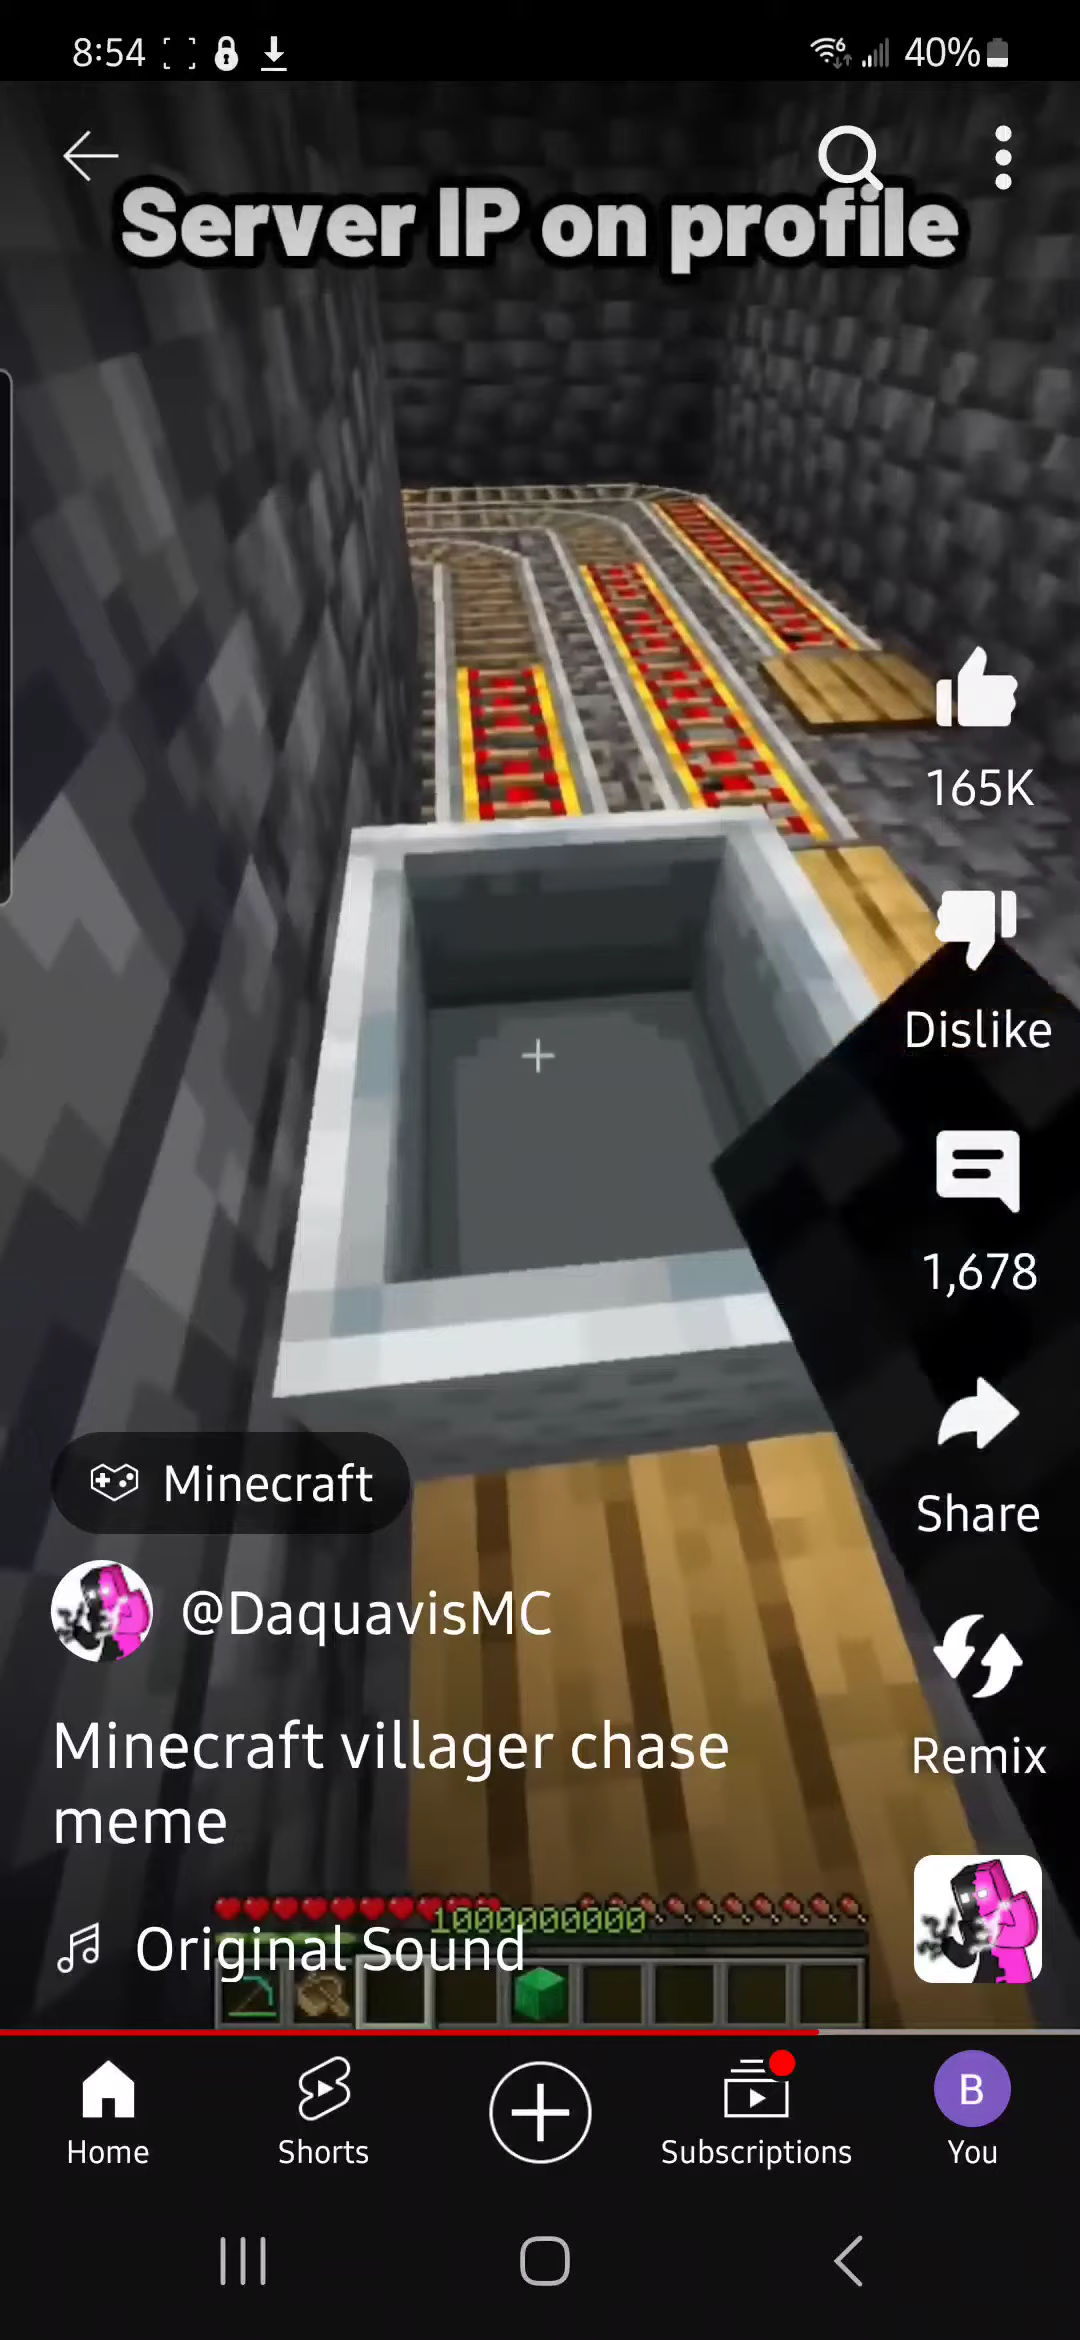 8:54
40%
Server IP on profile
165K
Dislike
1,678
Share
Minecraft
@DaquavisMC
Remix
Minecraft villager chase
meme
1000000000
Original Sound
Home
Shorts
Subscriptions
B
You